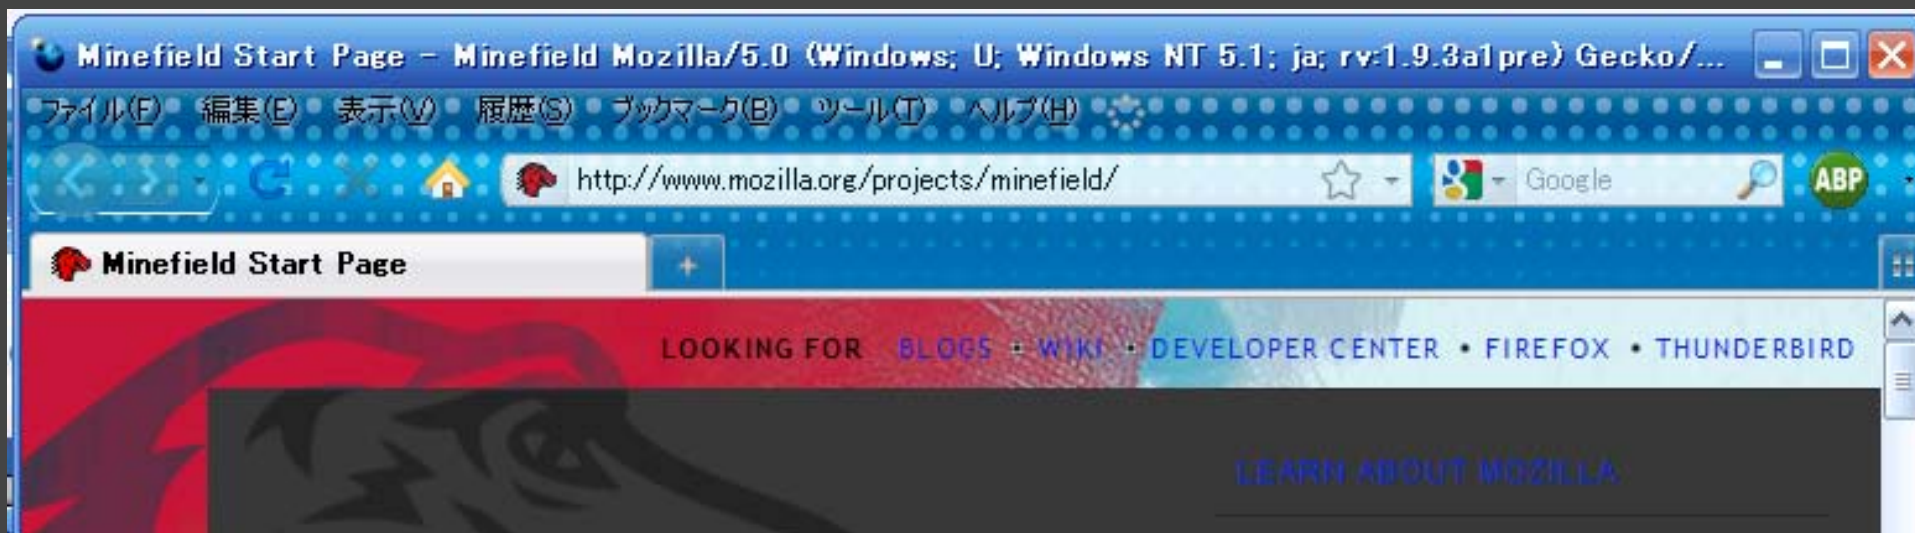 Minefield Start Page - Minefield Mozilla/5.0 (Windows; U; Windows NT 5.1; ja; rv:1.9.3a1pre) Gecko/...
ファイル(F) 編集(E) 表示(V) 履歴(S) ブックマーク(B) ツール(T) ヘルプ(H)
http://www.mozilla.org/projects/minefield/ Google ABP
Minefield Start Page
LOOKING FOR BLOGS • WIKI • DEVELOPER CENTER • FIREFOX • THUNDERBIRD
LEARN ABOUT MOZILLA